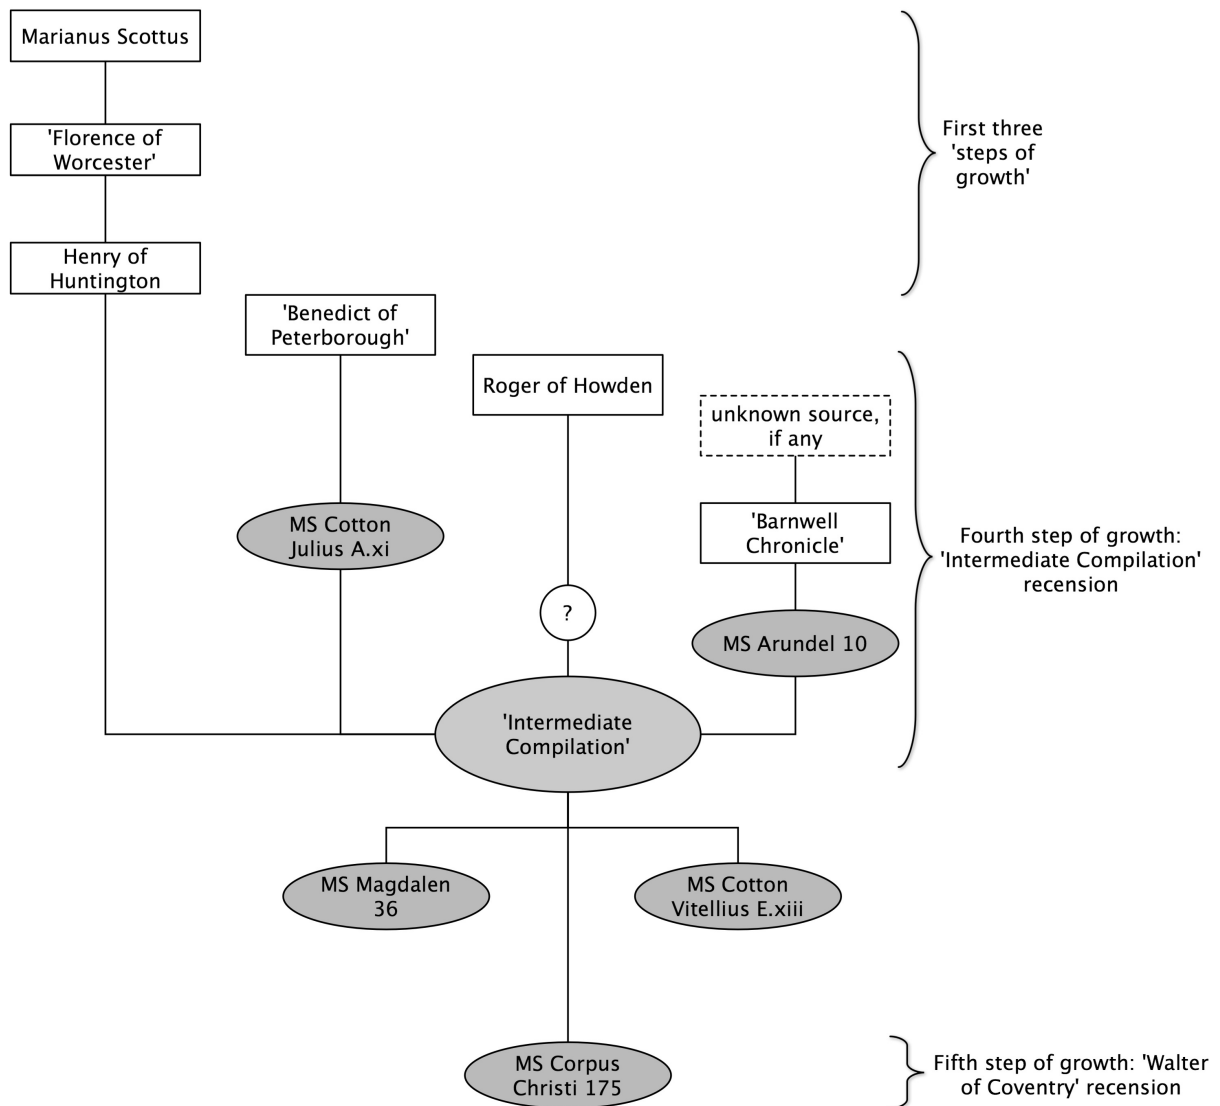 Marianus Scottus
'Florence of
Worcester'
Henry of
Huntington
First three
'steps of
growth'
'Benedict of
Peterborough'
Roger of Howden
unknown source,
if any
MS Cotton
Julius A.xi
'Barnwell
Chronicle'
?
MS Arundel 10
Fourth step of growth:
'Intermediate Compilation'
recension
'Intermediate
Compilation'
MS Magdalen
36
MS Cotton
Vitellius E.xiii
MS Corpus
Christi 175
Fifth step of growth: 'Walter
of Coventry' recension